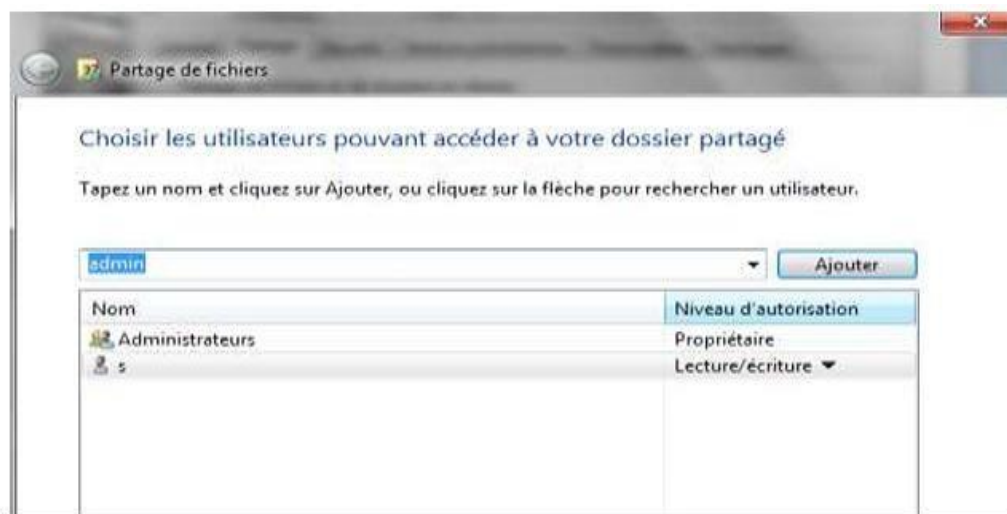 Partage de fichiers
Choisir les utilisateurs pouvant accéder à votre dossier partagé
Tapez un nom et cliquez sur Ajouter, ou cliquez sur la flèche pour rechercher un utilisateur.
admin Ajouter
Nom Niveau d'autorisation
Administrateurs Propriétaire
s Lecture/écriture